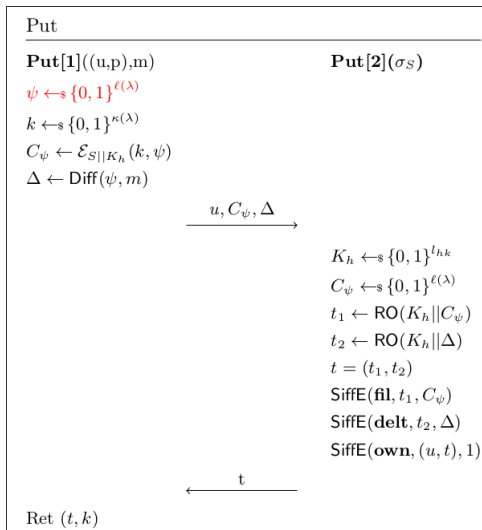 Put
Put[1]((u,p),m)
Put[2](σ_S)
ψ ←$ {0, 1}^{ℓ(λ)}
k ←$ {0, 1}^{κ(λ)}
C_ψ ← ℰ_{S||K_h}(k, ψ)
Δ ← Diff(ψ, m)
u, C_ψ, Δ
K_h ←$ {0, 1}^{l_{hk}}
C_ψ ←$ {0, 1}^{ℓ(λ)}
t_1 ← RO(K_h||C_ψ)
t_2 ← RO(K_h||Δ)
t = (t_1, t_2)
SiffE(fil, t_1, C_ψ)
SiffE(delt, t_2, Δ)
SiffE(own, (u, t), 1)
t
Ret (t, k)